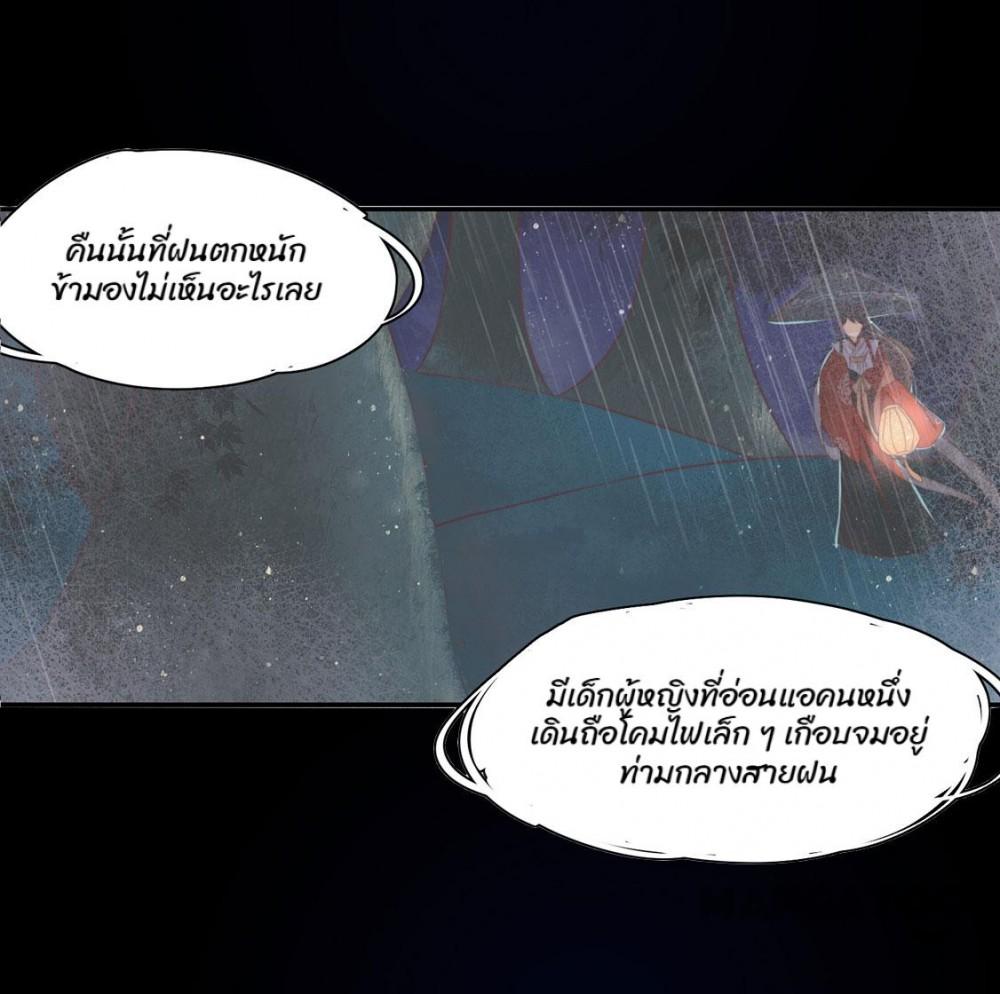 คืนนั้นที่ฝนตกหนัก
ข้ามองไม่เห็นอะไรเลย
มีเด็กผู้หญิงที่อ่อนแอคนหนึ่ง
เดินถือโคมไฟเล็ก ๆ เกือบจมอยู่
ท่ามกลางสายฝน